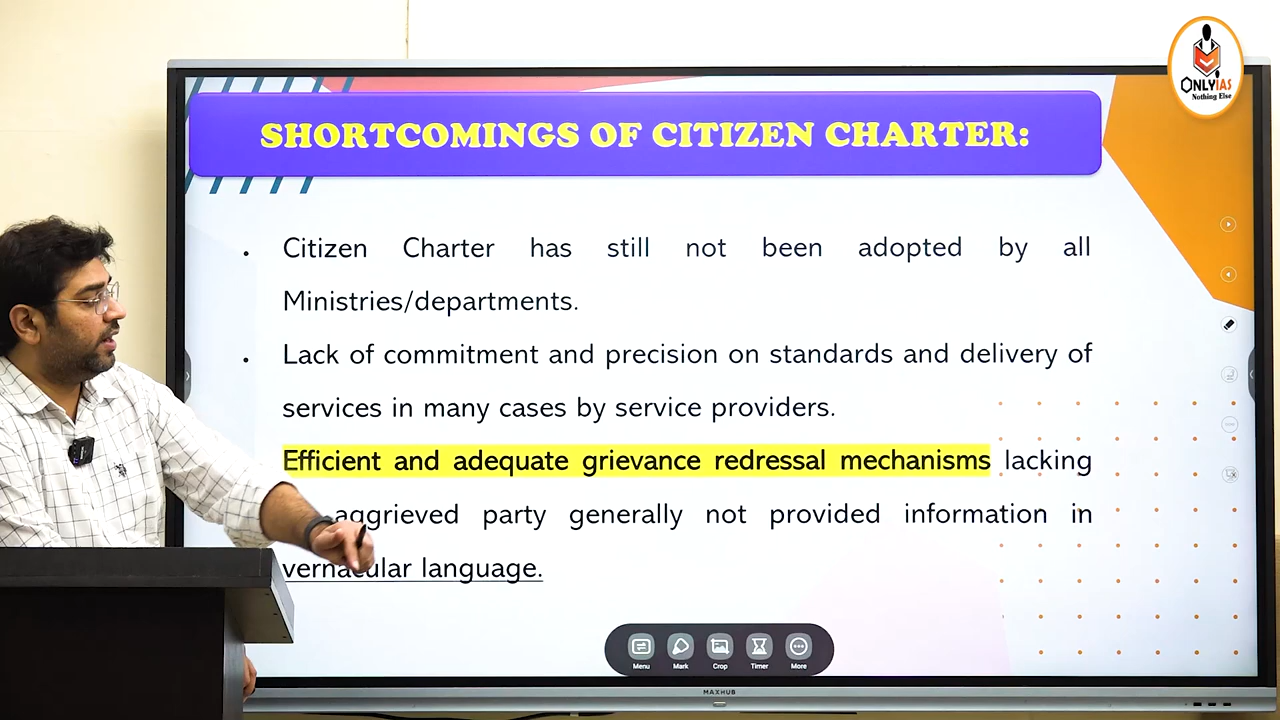 ONLYIAS
Nothing Else
SHORTCOMINGS OF CITIZEN CHARTER:
• Citizen Charter has still not been adopted by all
Ministries/departments.
• Lack of commitment and precision on standards and delivery of
services in many cases by service providers.
Efficient and adequate grievance redressal mechanisms lacking
aggrieved party generally not provided information in
vernacular language.
Menu Mark Crop Timer More
MAXHUB